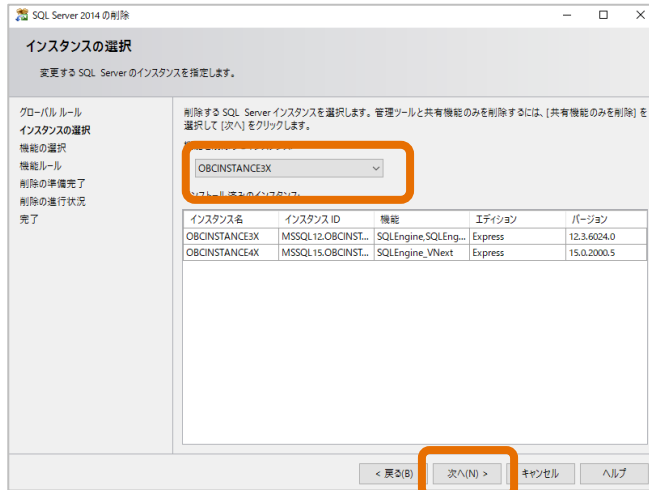 SQL Server 2014 の削除
インスタンスの選択
変更する SQL Server のインスタンスを指定します。
グローバル ルール
インスタンスの選択
機能の選択
機能ルール
削除の準備完了
削除の進行状況
完了
削除する SQL Server インスタンスを選択します。管理ツールと共有機能のみを削除するには、[共有機能のみを削除] を
選択して [次へ] をクリックします。
OBCINSTANCE3X
インスタンス名 インスタンス ID 機能 エディション バージョン
OBCINSTANCE3X MSSQL12.OBCINST... SQLEngine,SQLEng... Express 12.3.6024.0
OBCINSTANCE4X MSSQL15.OBCINST... SQLEngine_VNext Express 15.0.2000.5
< 戻る(B) 次へ(N) > キャンセル ヘルプ